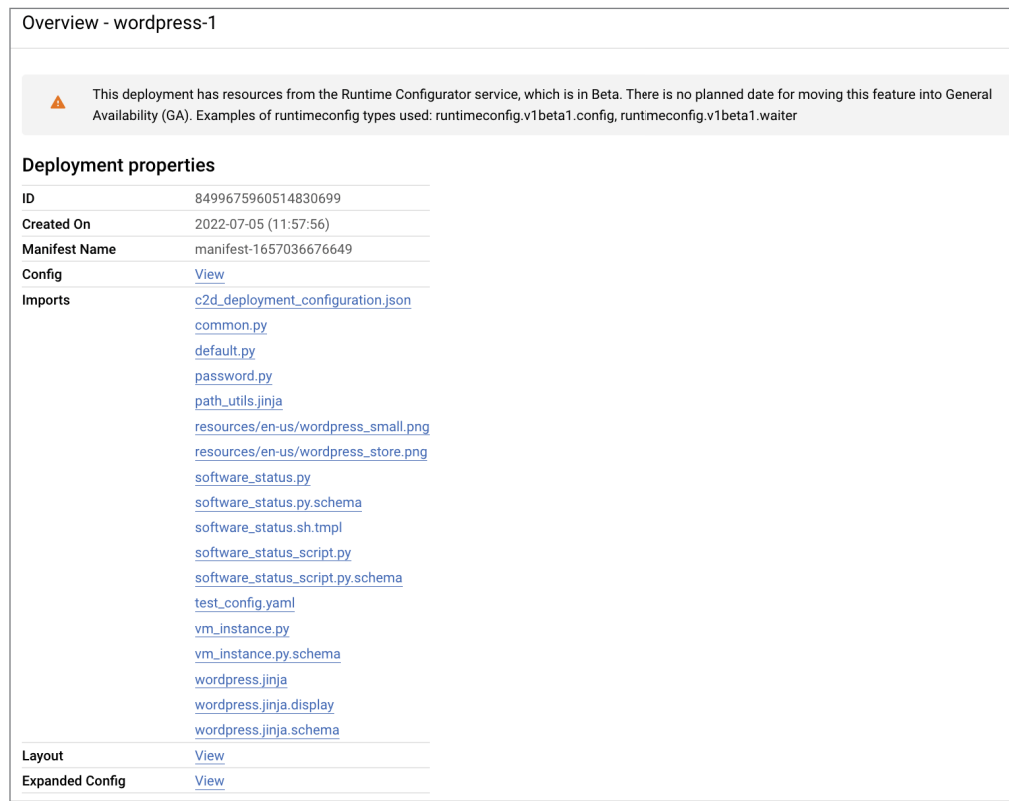 Overview - wordpress-1
This deployment has resources from the Runtime Configurator service, which is in Beta. There is no planned date for moving this feature into General
Availability (GA). Examples of runtimeconfig types used: runtimeconfig.v1beta1.config, runtimeconfig.v1beta1.waiter
Deployment properties
ID 8499675960514830699
Created On 2022-07-05 (11:57:56)
Manifest Name manifest-1657036676649
Config View
Imports c2d_deployment_configuration.json
common.py
default.py
password.py
path_utils.jinja
resources/en-us/wordpress_small.png
resources/en-us/wordpress_store.png
software_status.py
software_status.py.schema
software_status.sh.tmpl
software_status_script.py
software_status_script.py.schema
test_config.yaml
vm_instance.py
vm_instance.py.schema
wordpress.jinja
wordpress.jinja.display
wordpress.jinja.schema
Layout View
Expanded Config View